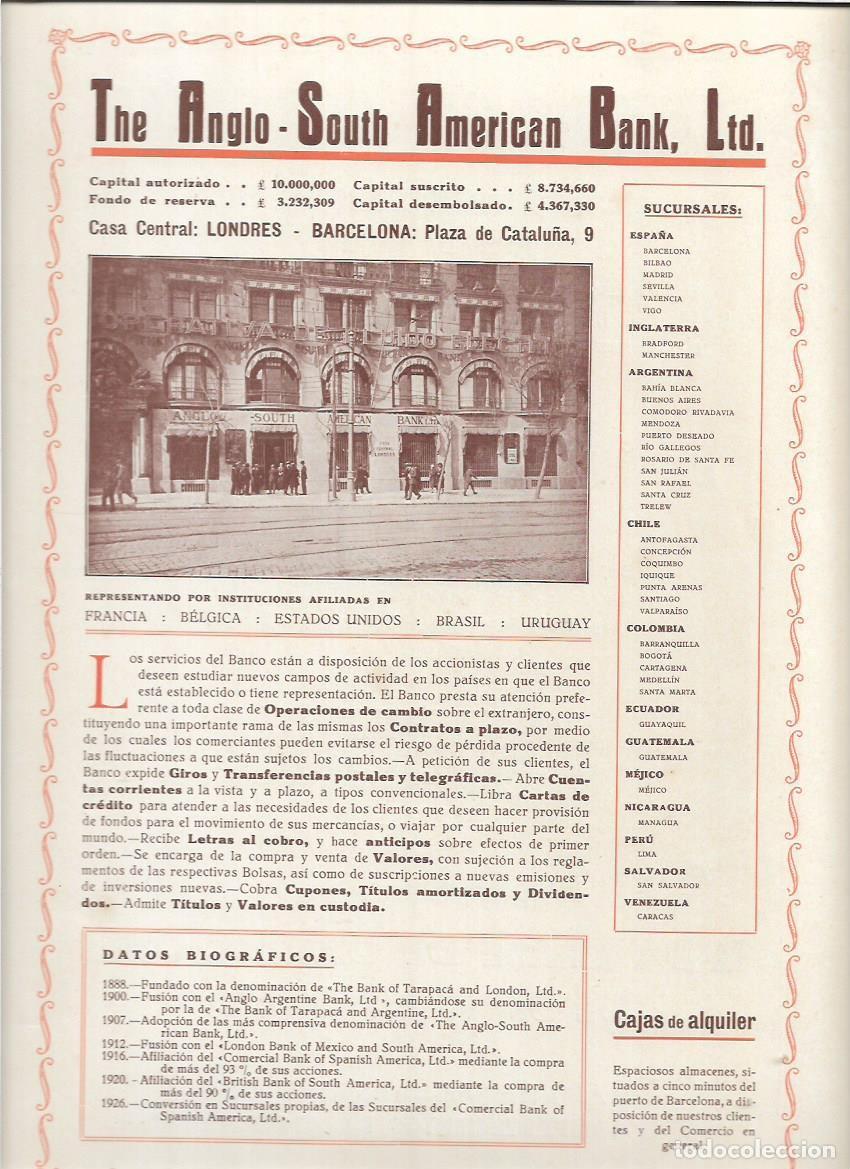 The Anglo-South American Bank, Ltd.
Capital autorizado . . £ 10.000,000 Capital suscrito . . . £ 8.734,660
Fondo de reserva . . £ 3.232,309 Capital desembolsado. £ 4.367,330
Casa Central: LONDRES - BARCELONA: Plaza de Cataluña, 9
ANGLO -SOUTH AMERICAN BANK LTD
CASA CENTRAL LONDRES
REPRESENTANDO POR INSTITUCIONES AFILIADAS EN
FRANCIA : BÉLGICA : ESTADOS UNIDOS : BRASIL : URUGUAY
Los servicios del Banco están a disposición de los accionistas y clientes que
deseen estudiar nuevos campos de actividad en los países en que el Banco
está establecido o tiene representación. El Banco presta su atención prefe-
rente a toda clase de Operaciones de cambio sobre el extranjero, cons-
tituyendo una importante rama de las mismas los Contratos a plazo, por medio
de los cuales los comerciantes pueden evitarse el riesgo de pérdida procedente de
las fluctuaciones a que están sujetos los cambios.—A petición de sus clientes, el
Banco expide Giros y Transferencias postales y telegráficas.—Abre Cuen-
tas corrientes a la vista y a plazo, a tipos convencionales.—Libra Cartas de
crédito para atender a las necesidades de los clientes que deseen hacer provisión
de fondos para el movimiento de sus mercancías, o viajar por cualquier parte del
mundo.—Recibe Letras al cobro, y hace anticipos sobre efectos de primer
orden.—Se encarga de la compra y venta de Valores, con sujeción a los regla-
mentos de las respectivas Bolsas, así como de suscripciones a nuevas emisiones y
de inversiones nuevas.—Cobra Cupones, Títulos amortizados y Dividen-
dos.—Admite Títulos y Valores en custodia.
DATOS BIOGRÁFICOS:
1888.—Fundado con la denominación de «The Bank of Tarapacá and London, Ltd.».
1900.—Fusión con el «Anglo Argentine Bank, Ltd », cambiándose su denominación
por la de «The Bank of Tarapacá and Argentine, Ltd.».
1907.—Adopción de las más comprensiva denominación de «The Anglo-South Ame-
rican Bank, Ltd.».
1912.—Fusión con el «London Bank of Mexico and South America, Ltd.».
1916.—Afiliación del «Comercial Bank of Spanish America, Ltd.» mediante la compra
de más del 93 % de sus acciones.
1920. - Afiliación del «British Bank of South America, Ltd.» mediante la compra de
más del 90 % de sus acciones.
1926.—Conversión en Sucursales propias, de las Sucursales del «Comercial Bank of
Spanish America, Ltd.».
SUCURSALES:
ESPAÑA
BARCELONA
BILBAO
MADRID
SEVILLA
VALENCIA
VIGO
INGLATERRA
BRADFORD
MANCHESTER
ARGENTINA
BAHÍA BLANCA
BUENOS AIRES
COMODORO RIVADAVIA
MENDOZA
PUERTO DESEADO
RÍO GALLEGOS
ROSARIO DE SANTA FE
SAN JULIÁN
SAN RAFAEL
SANTA CRUZ
TRELEW
CHILE
ANTOFAGASTA
CONCEPCIÓN
COQUIMBO
IQUIQUE
PUNTA ARENAS
SANTIAGO
VALPARAÍSO
COLOMBIA
BARRANQUILLA
BOGOTÁ
CARTAGENA
MEDELLÍN
SANTA MARTA
ECUADOR
GUAYAQUIL
GUATEMALA
GUATEMALA
MÉJICO
MÉJICO
NICARAGUA
MANAGUA
PERÚ
LIMA
SALVADOR
SAN SALVADOR
VENEZUELA
CARACAS
Cajas de alquiler
Espaciosos almacenes, si-
tuados a cinco minutos del
puerto de Barcelona, a dis-
posición de nuestros clien-
tes y del Comercio en
general
todocoleccion